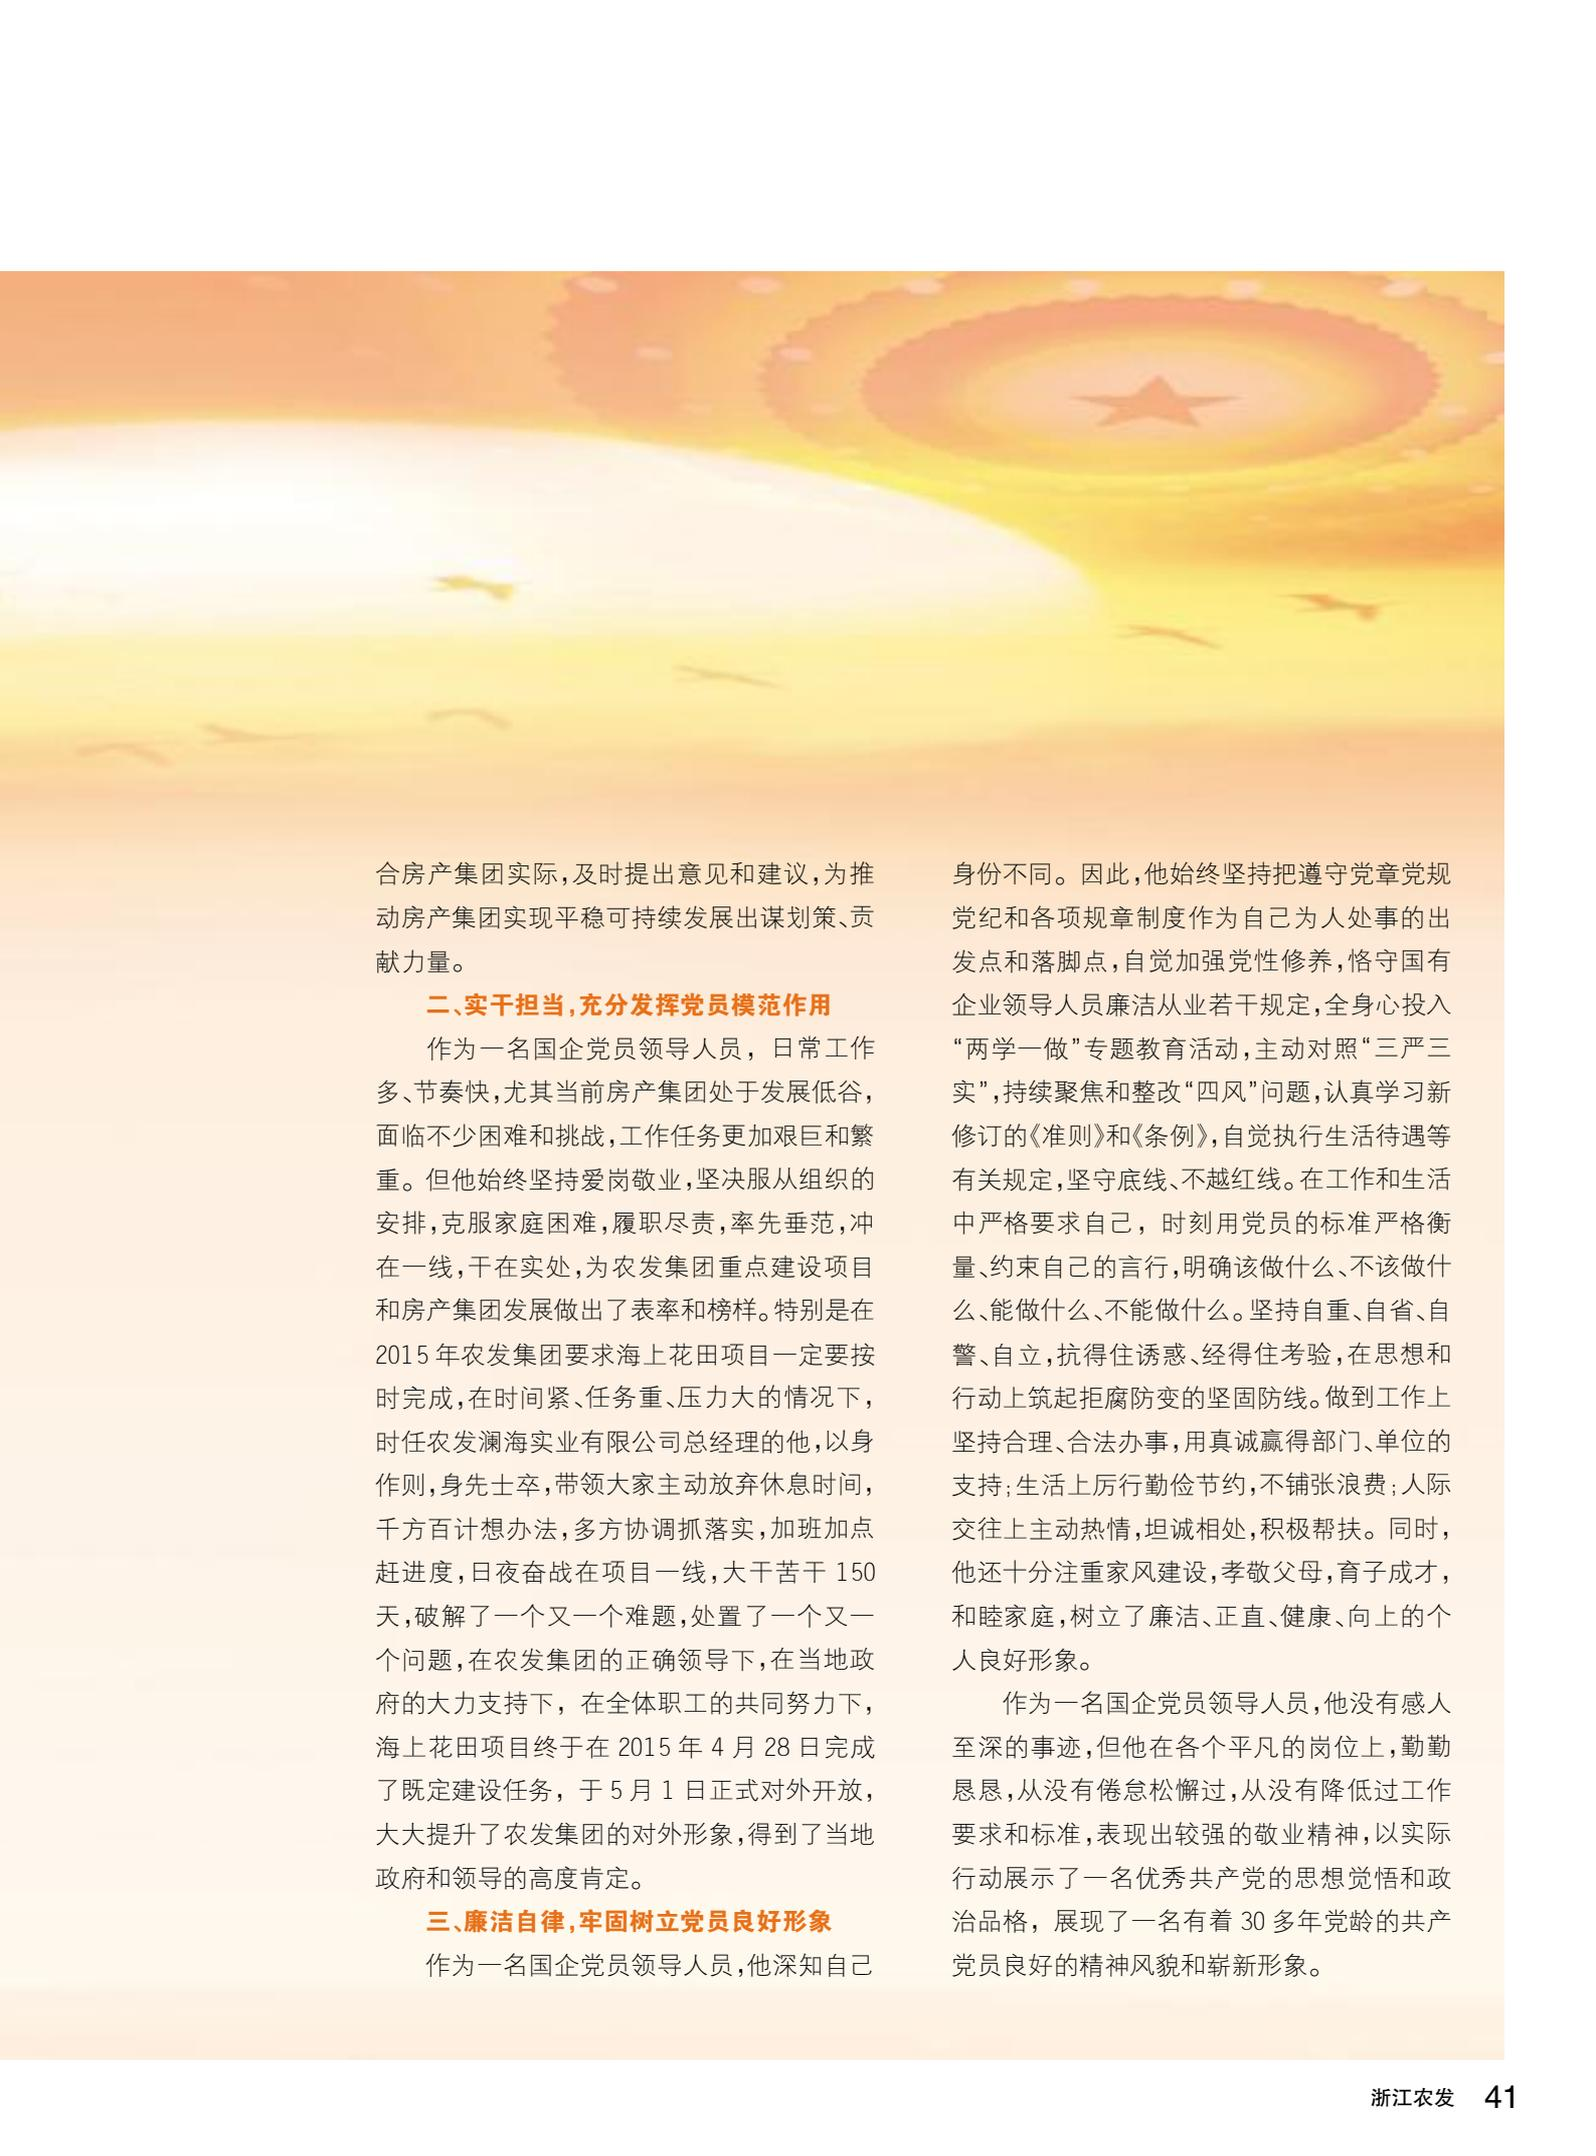 合房产集团实际,及时提出意见和建议,为推
动房产集团实现平稳可持续发展出谋划策、贡
献力量。
二、实干担当,充分发挥党员模范作用
作为一名国企党员领导人员，日常工作
多、节奏快,尤其当前房产集团处于发展低谷,
面临不少困难和挑战,工作任务更加艰巨和繁
重。但他始终坚持爱岗敬业,坚决服从组织的
安排,克服家庭困难,履职尽责,率先垂范,冲
在一线,干在实处,为农发集团重点建设项目
和房产集团发展做出了表率和榜样。特别是在
2015 年农发集团要求海上花田项目一定要按
时完成,在时间紧、任务重、压力大的情况下,
时任农发澜海实业有限公司总经理的他,以身
作则,身先士卒,带领大家主动放弃休息时间,
千方百计想办法,多方协调抓落实,加班加点
赶进度,日夜奋战在项目一线,大干苦干 150
天,破解了一个又一个难题,处置了一个又一
个问题,在农发集团的正确领导下,在当地政
府的大力支持下，在全体职工的共同努力下,
海上花田项目终于在 2015 年 4 月 28 日完成
了既定建设任务，于 5 月 1 日正式对外开放,
大大提升了农发集团的对外形象,得到了当地
政府和领导的高度肯定。
三、廉洁自律,牢固树立党员良好形象
作为一名国企党员领导人员,他深知自己
身份不同。因此,他始终坚持把遵守党章党规
党纪和各项规章制度作为自己为人处事的出
发点和落脚点,自觉加强党性修养,恪守国有
企业领导人员廉洁从业若干规定,全身心投入
“两学一做”专题教育活动,主动对照“三严三
实”,持续聚焦和整改“四风”问题,认真学习新
修订的《准则》和《条例》,自觉执行生活待遇等
有关规定,坚守底线、不越红线。在工作和生活
中严格要求自己，时刻用党员的标准严格衡
量、约束自己的言行,明确该做什么、不该做什
么、能做什么、不能做什么。坚持自重、自省、自
警、自立,抗得住诱惑、经得住考验,在思想和
行动上筑起拒腐防变的坚固防线。做到工作上
坚持合理、合法办事,用真诚赢得部门、单位的
支持;生活上厉行勤俭节约,不铺张浪费;人际
交往上主动热情,坦诚相处,积极帮扶。同时,
他还十分注重家风建设,孝敬父母,育子成才,
和睦家庭,树立了廉洁、正直、健康、向上的个
人良好形象。
作为一名国企党员领导人员,他没有感人
至深的事迹,但他在各个平凡的岗位上,勤勤
恳恳,从没有倦怠松懈过,从没有降低过工作
要求和标准,表现出较强的敬业精神,以实际
行动展示了一名优秀共产党的思想觉悟和政
治品格，展现了一名有着 30 多年党龄的共产
党员良好的精神风貌和崭新形象。
浙江农发 41